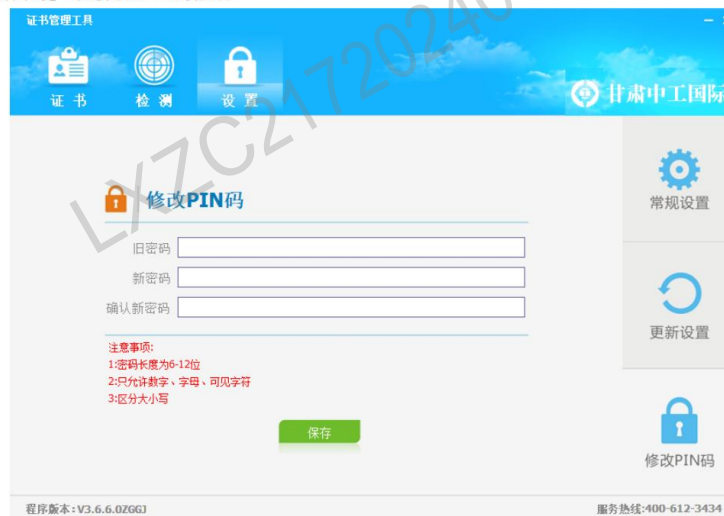 证书管理工具
证 书
检 测
设 置
甘肃中工国际
LXZC2172024
修改PIN码
旧密码
新密码
确认新密码
注意事项:
1:密码长度为6-12位
2:只允许数字、字母、可见字符
3:区分大小写
保存
常规设置
更新设置
修改PIN码
程序版本:V3.6.6.0ZGGJ
服务热线:400-612-3434